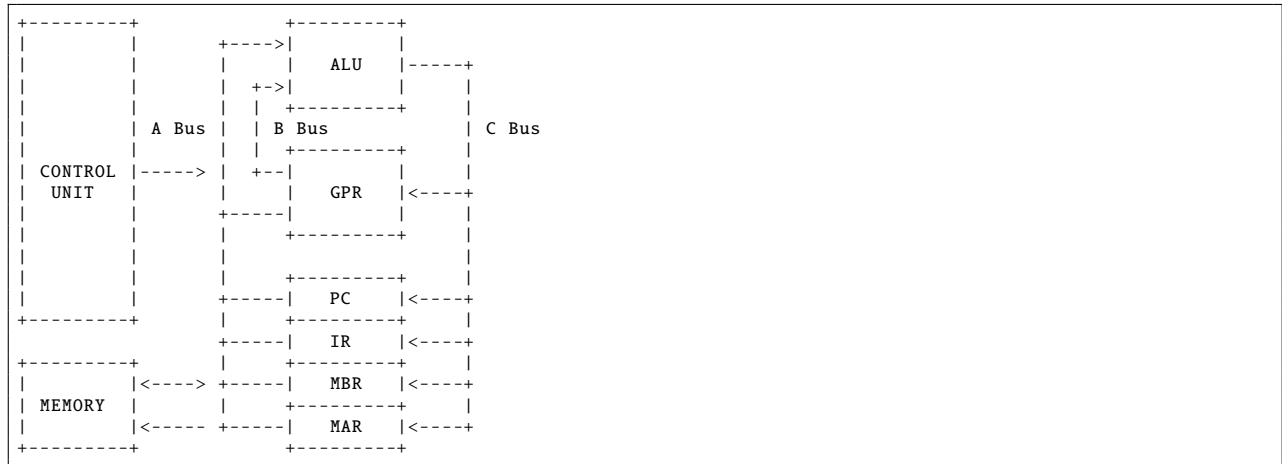 ALU
A Bus B Bus C Bus
CONTROL
UNIT GPR
PC
IR
MBR
MEMORY
MAR